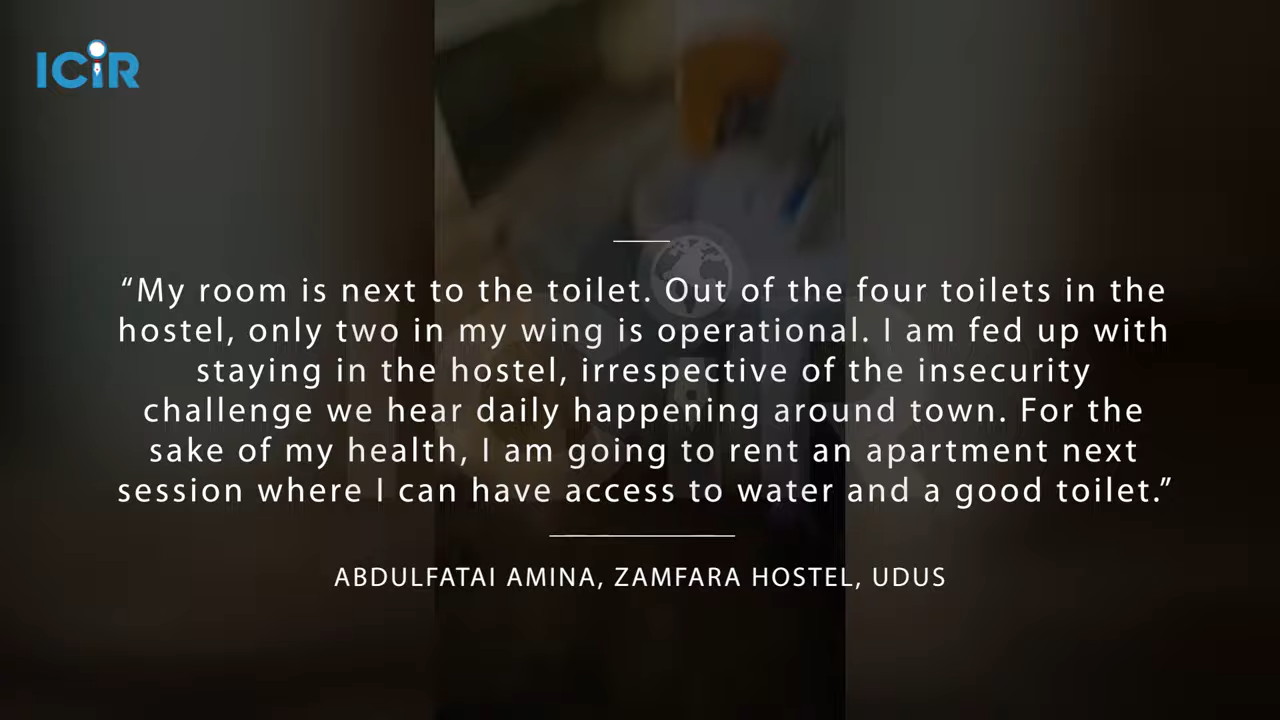 ICiR
“My room is next to the toilet. Out of the four toilets in the
hostel, only two in my wing is operational. I am fed up with
staying in the hostel, irrespective of the insecurity
challenge we hear daily happening around town. For the
sake of my health, I am going to rent an apartment next
session where I can have access to water and a good toilet.”
ABDULFATAI AMINA, ZAMFARA HOSTEL, UDUS